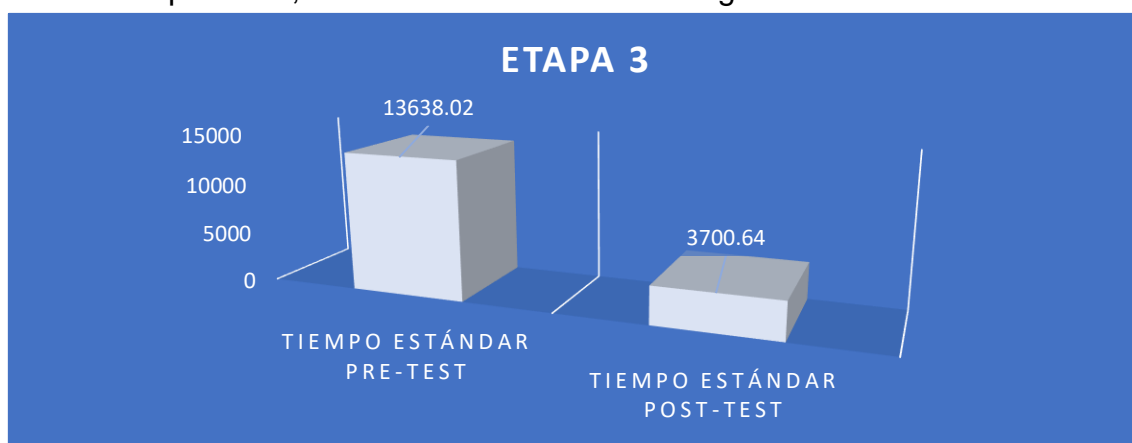 ETAPA 3
13638.02
15000
10000
5000
0
3700.64
TIEMPO ESTÁNDAR
PRE-TEST
TIEMPO ESTÁNDAR
POST-TEST